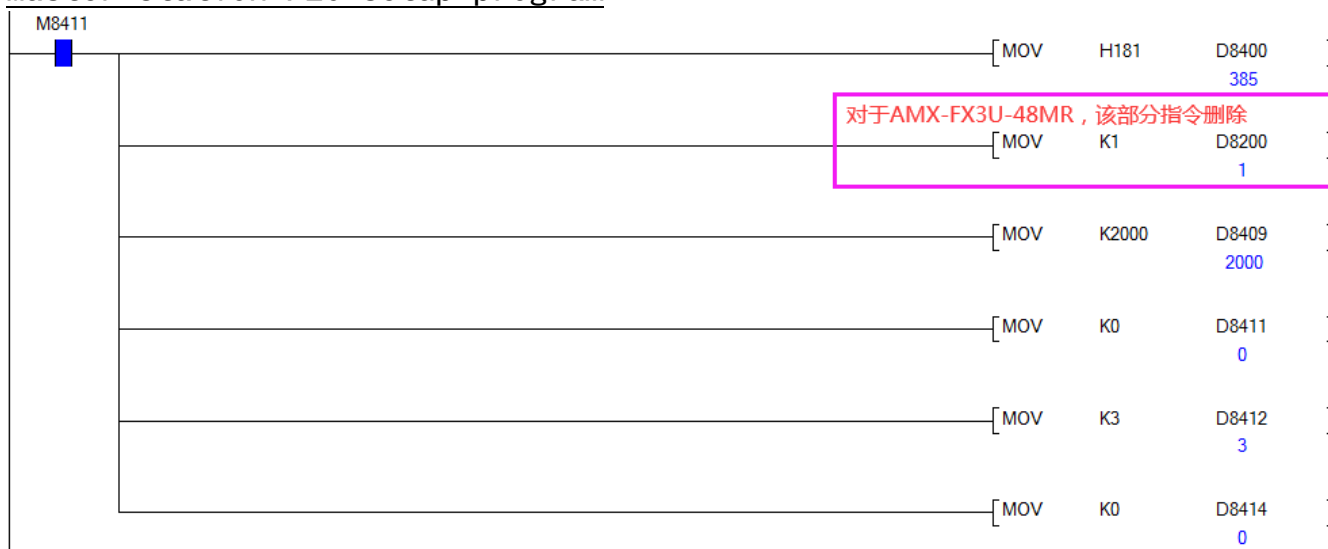 M8411
MOV H181 D8400
385
对于AMX-FX3U-48MR，该部分指令删除
MOV K1 D8200
1
MOV K2000 D8409
2000
MOV K0 D8411
0
MOV K3 D8412
3
MOV K0 D8414
0